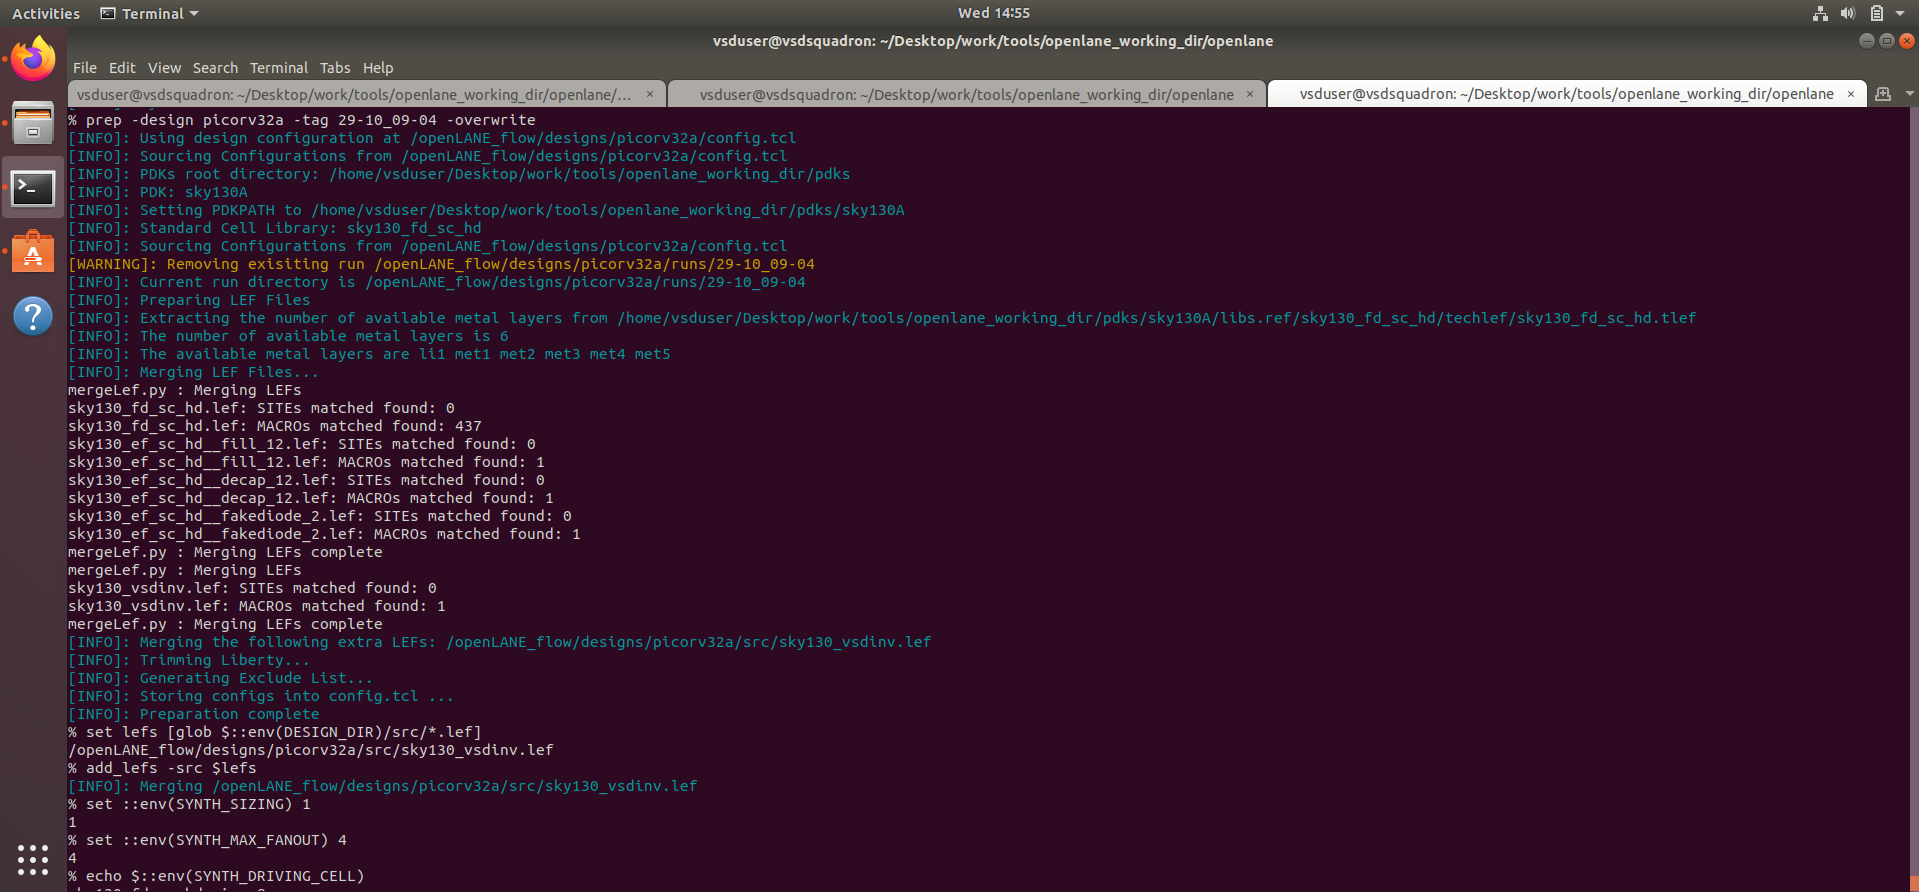 Activities Terminal Wed 14:55
vsduser@vsdsquadron: ~/Desktop/work/tools/openlane_working_dir/openlane
File Edit View Search Terminal Tabs Help
vsduser@vsdsquadron: ~/Desktop/work/tools/openlane_working_dir/openlane/... × vsduser@vsdsquadron: ~/Desktop/work/tools/openlane_working_dir/openlane × vsduser@vsdsquadron: ~/Desktop/work/tools/openlane_working_dir/openlane ×
% prep -design picorv32a -tag 29-10_09-04 -overwrite
[INFO]: Using design configuration at /openLANE_flow/designs/picorv32a/config.tcl
[INFO]: Sourcing Configurations from /openLANE_flow/designs/picorv32a/config.tcl
[INFO]: PDKs root directory: /home/vsduser/Desktop/work/tools/openlane_working_dir/pdks
[INFO]: PDK: sky130A
[INFO]: Setting PDKPATH to /home/vsduser/Desktop/work/tools/openlane_working_dir/pdks/sky130A
[INFO]: Standard Cell Library: sky130_fd_sc_hd
[INFO]: Sourcing Configurations from /openLANE_flow/designs/picorv32a/config.tcl
[WARNING]: Removing exisiting run /openLANE_flow/designs/picorv32a/runs/29-10_09-04
[INFO]: Current run directory is /openLANE_flow/designs/picorv32a/runs/29-10_09-04
[INFO]: Preparing LEF Files
[INFO]: Extracting the number of available metal layers from /home/vsduser/Desktop/work/tools/openlane_working_dir/pdks/sky130A/libs.ref/sky130_fd_sc_hd/techlef/sky130_fd_sc_hd.tlef
[INFO]: The number of available metal layers is 6
[INFO]: The available metal layers are li1 met1 met2 met3 met4 met5
[INFO]: Merging LEF Files...
mergeLef.py : Merging LEFs
sky130_fd_sc_hd.lef: SITEs matched found: 0
sky130_fd_sc_hd.lef: MACROs matched found: 437
sky130_ef_sc_hd__fill_12.lef: SITEs matched found: 0
sky130_ef_sc_hd__fill_12.lef: MACROs matched found: 1
sky130_ef_sc_hd__decap_12.lef: SITEs matched found: 0
sky130_ef_sc_hd__decap_12.lef: MACROs matched found: 1
sky130_ef_sc_hd__fakediode_2.lef: SITEs matched found: 0
sky130_ef_sc_hd__fakediode_2.lef: MACROs matched found: 1
mergeLef.py : Merging LEFs complete
mergeLef.py : Merging LEFs
sky130_vsdinv.lef: SITEs matched found: 0
sky130_vsdinv.lef: MACROs matched found: 1
mergeLef.py : Merging LEFs complete
[INFO]: Merging the following extra LEFs: /openLANE_flow/designs/picorv32a/src/sky130_vsdinv.lef
[INFO]: Trimming Liberty...
[INFO]: Generating Exclude List...
[INFO]: Storing configs into config.tcl ...
[INFO]: Preparation complete
% set lefs [glob $::env(DESIGN_DIR)/src/*.lef]
/openLANE_flow/designs/picorv32a/src/sky130_vsdinv.lef
% add_lefs -src $lefs
[INFO]: Merging /openLANE_flow/designs/picorv32a/src/sky130_vsdinv.lef
% set ::env(SYNTH_SIZING) 1
1
% set ::env(SYNTH_MAX_FANOUT) 4
4
% echo $::env(SYNTH_DRIVING_CELL)